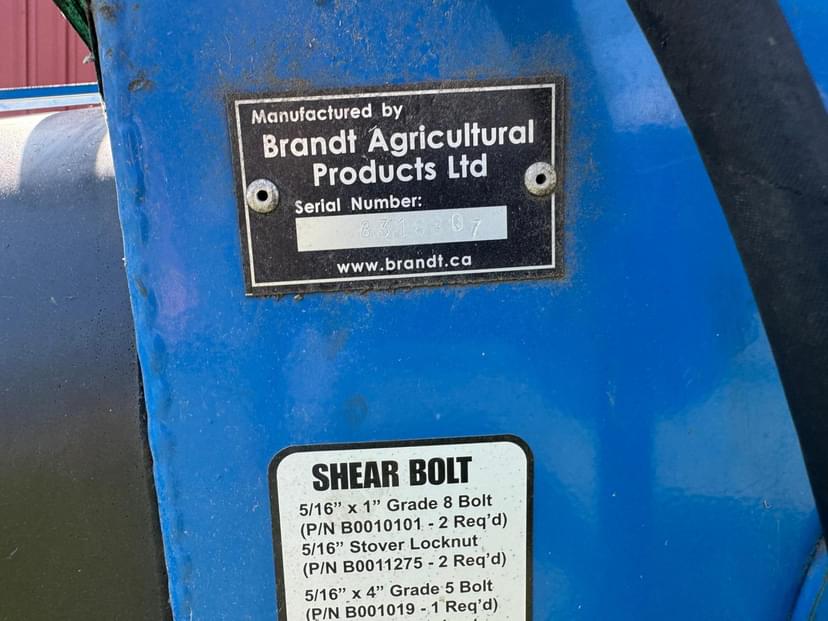 Manufactured by
Brandt Agricultural
Products Ltd
Serial Number:
www.brandt.ca
SHEAR BOLT
5/16" x 1" Grade 8 Bolt
(P/N B0010101 - 2 Req'd)
5/16" Stover Locknut
(P/N B0011275 - 2 Req'd)
5/16" x 4" Grade 5 Bolt
(P/N B001019 - 1 Req'd)